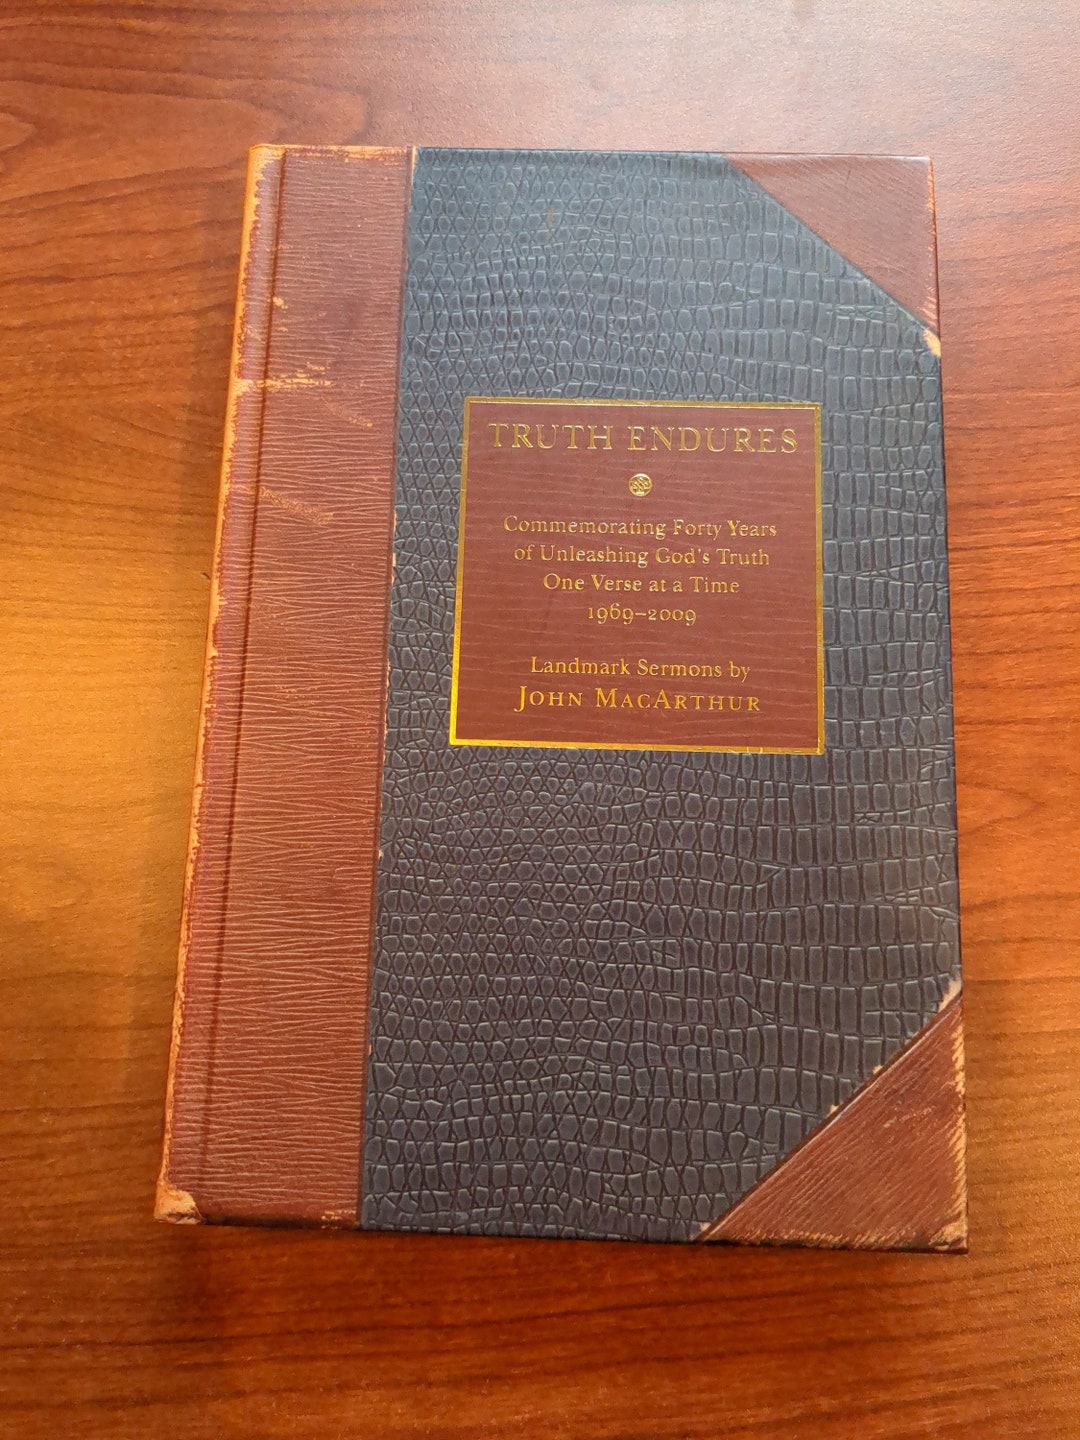 TRUTH ENDURES
Commemorating Forty Years
of Unleashing God's Truth
One Verse at a Time
1969–2009
Landmark Sermons by
JOHN MACARTHUR